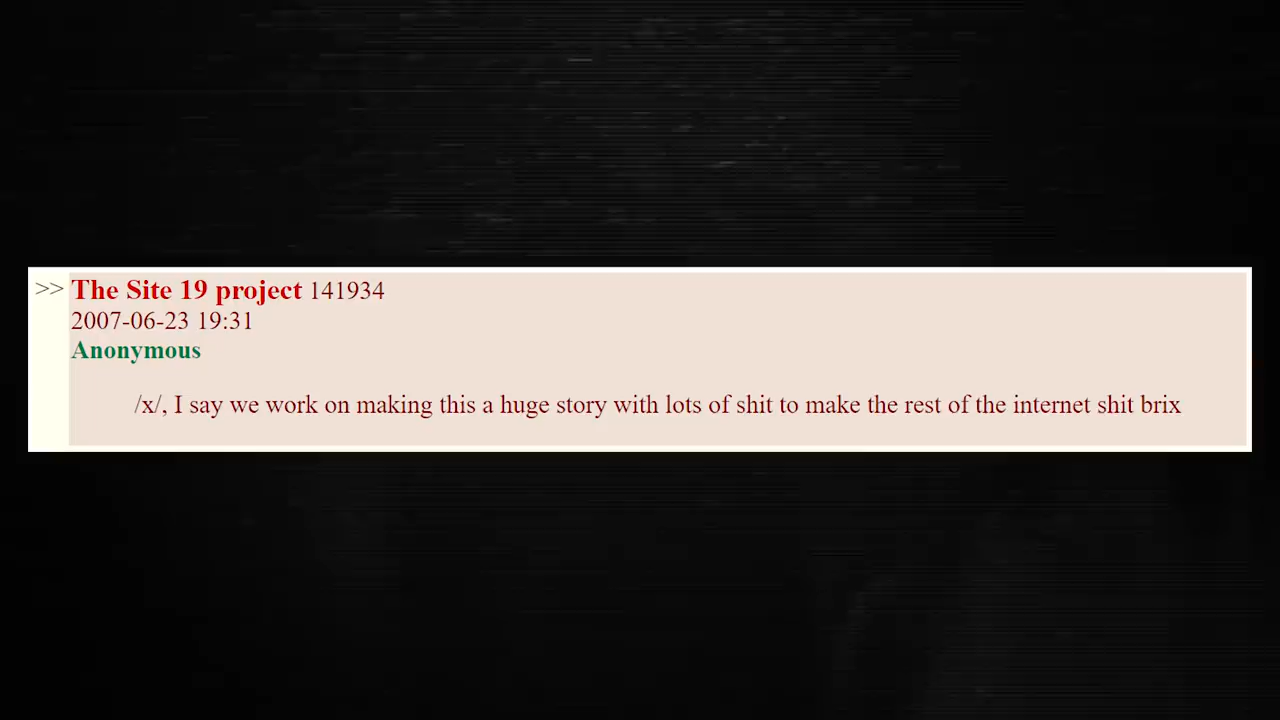 >> The Site 19 project 141934
2007-06-23 19:31
Anonymous
/x/, I say we work on making this a huge story with lots of shit to make the rest of the internet shit brix